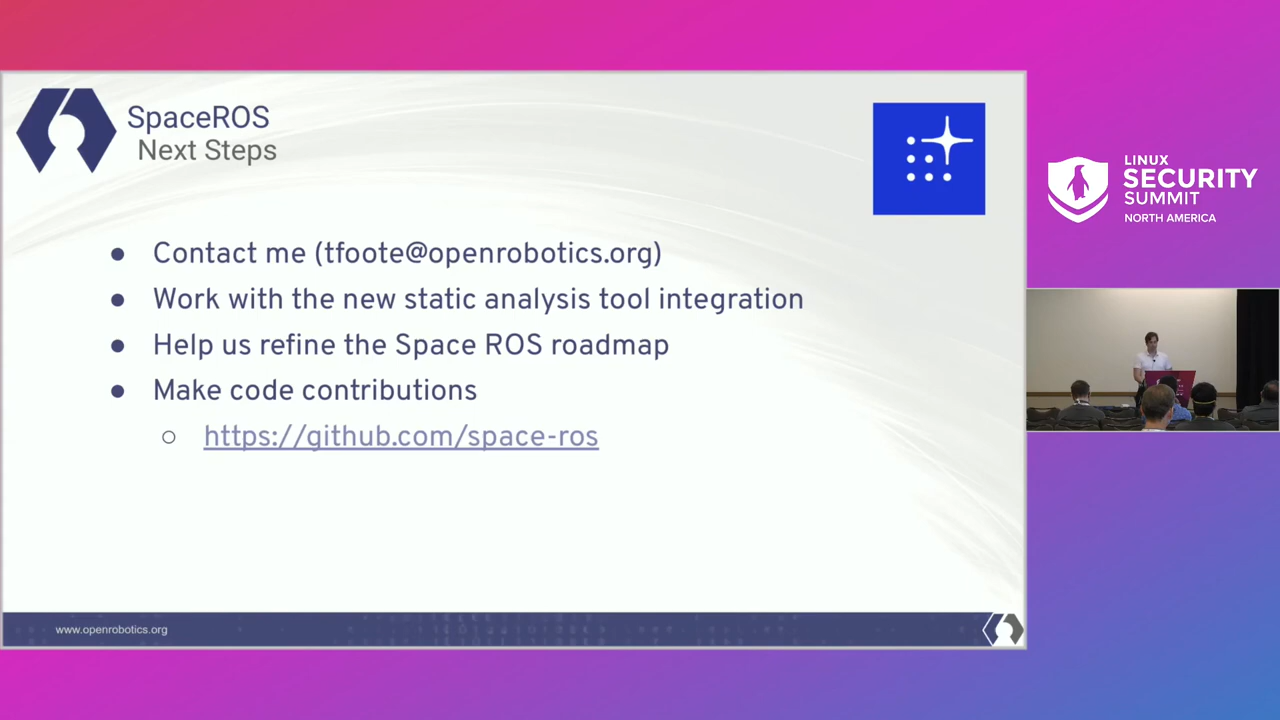 SpaceROS
Next Steps
● Contact me (tfoote@openrobotics.org)
● Work with the new static analysis tool integration
● Help us refine the Space ROS roadmap
● Make code contributions
○ https://github.com/space-ros
www.openrobotics.org
LINUX
SECURITY
SUMMIT
NORTH AMERICA